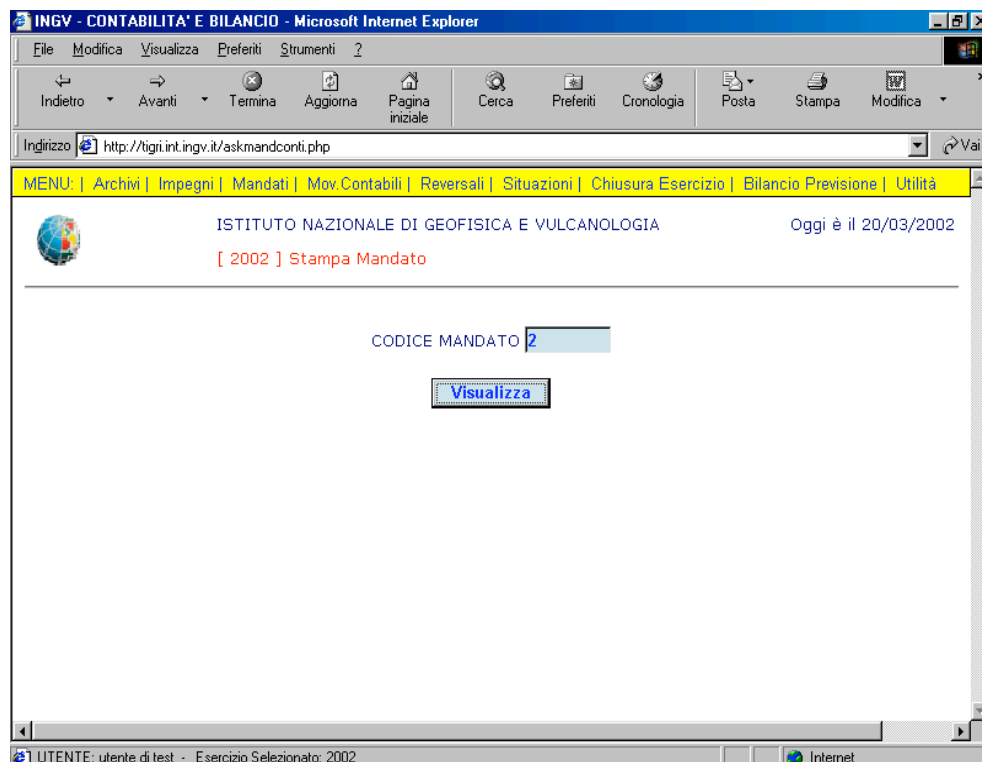 INGV - CONTABILITA' E BILANCIO - Microsoft Internet Explorer
File Modifica Visualizza Preferiti Strumenti ?
Indietro Avanti Termina Aggiorna Pagina iniziale Cerca Preferiti Cronologia Posta Stampa Modifica
Indirizzo http://tigri.int.ingv.it/askmandconti.php Vai
MENU: | Archivi | Impegni | Mandati | Mov.Contabili | Reversali | Situazioni | Chiusura Esercizio | Bilancio Previsione | Utilità
ISTITUTO NAZIONALE DI GEOFISICA E VULCANOLOGIA Oggi è il 20/03/2002
[ 2002 ] Stampa Mandato
CODICE MANDATO 2
Visualizza
UTENTE: utente di test - Esercizio Selezionato: 2002 Internet